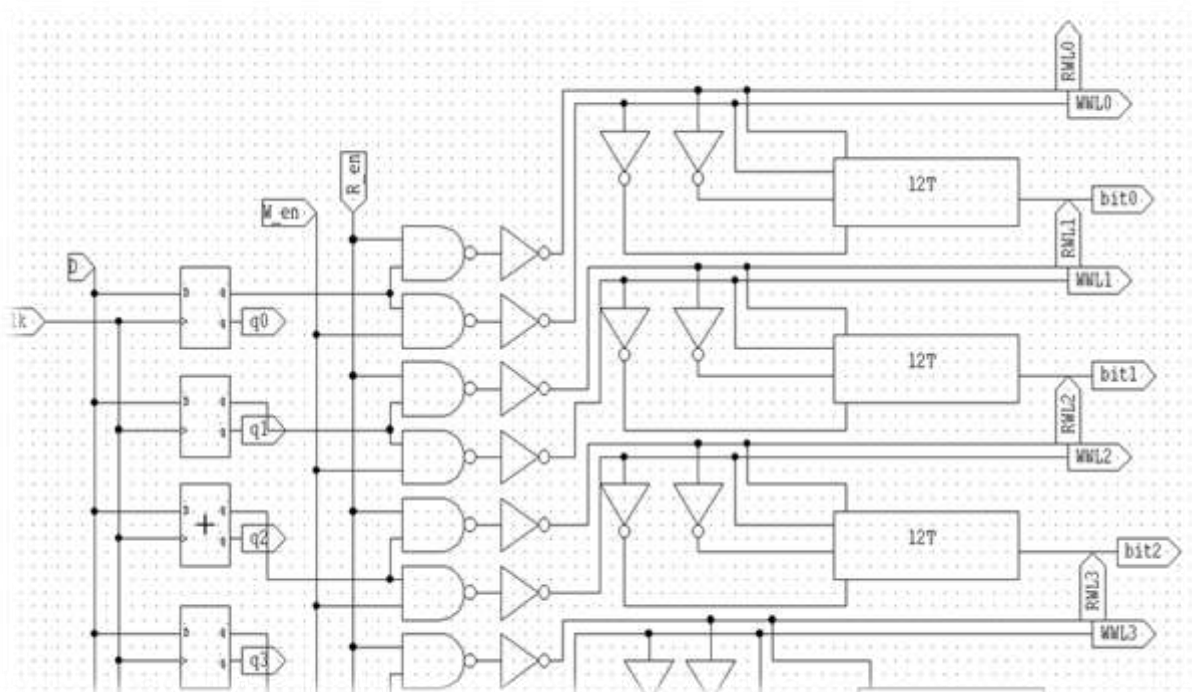 RWL0
WWL0
R_en
12T
bit0
W_en
RWL1
D
WWL1
q0
12T
bit1
RWL2
q1
WWL2
q2
12T
bit2
RWL3
WWL3
q3